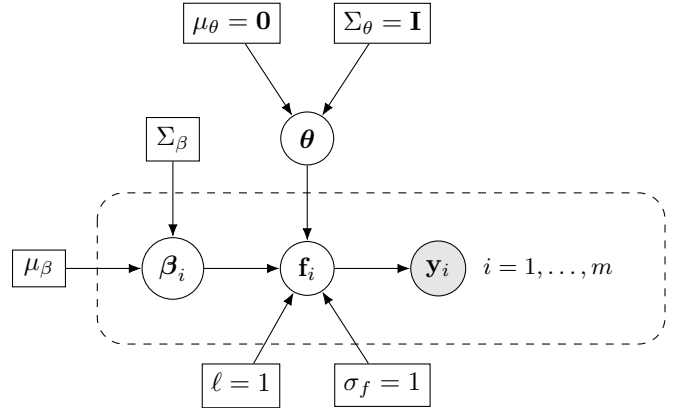 μ_θ = 𝟎
Σ_θ = 𝐈
Σ_β
𝜽
μ_β
𝜷_i
𝐟_i
𝐲_i
i = 1, . . . , m
ℓ = 1
σ_f = 1